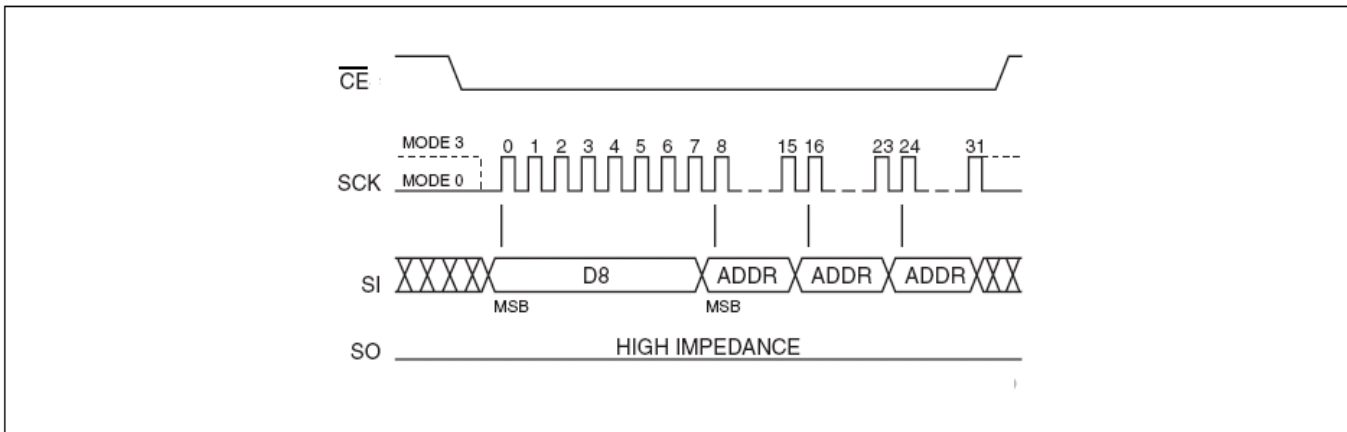 CE
MODE 3
0 1 2 3 4 5 6 7 8 15 16 23 24 31
SCK
MODE 0
SI
D8
ADDR
ADDR
ADDR
MSB
MSB
SO
HIGH IMPEDANCE